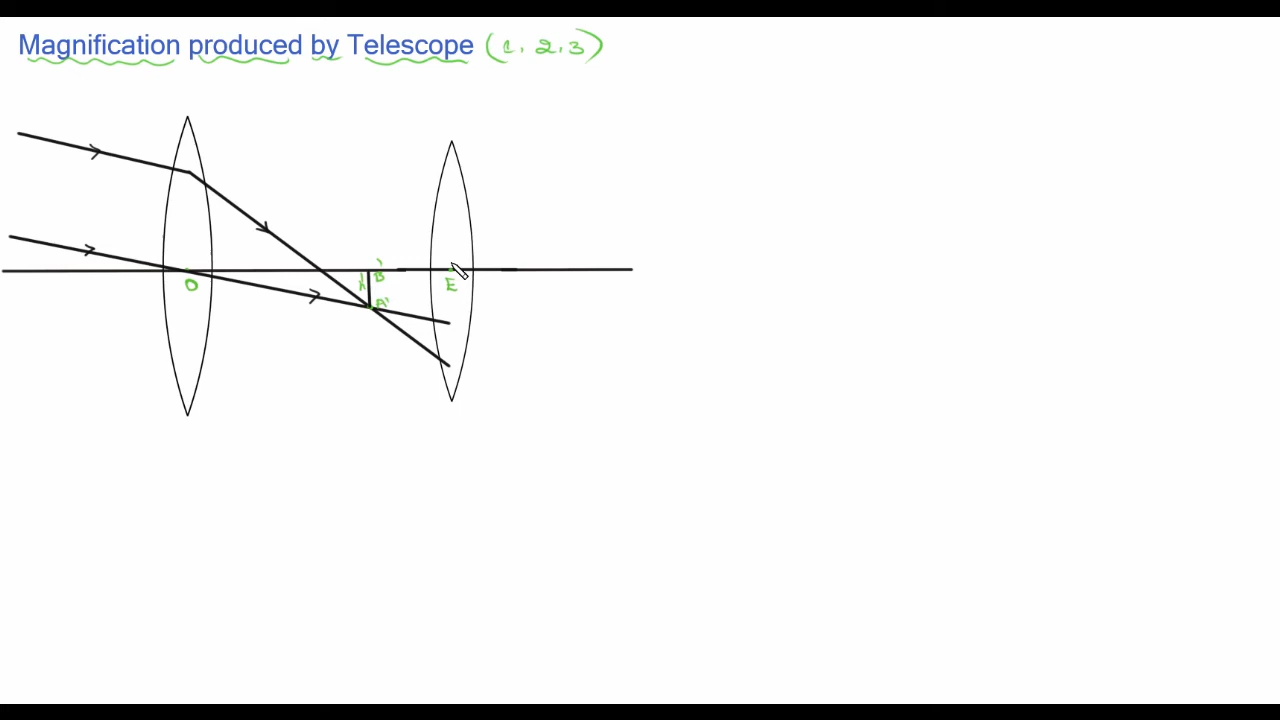 Magnification produced by Telescope (1, 2, 3)
B'
O
E
A'